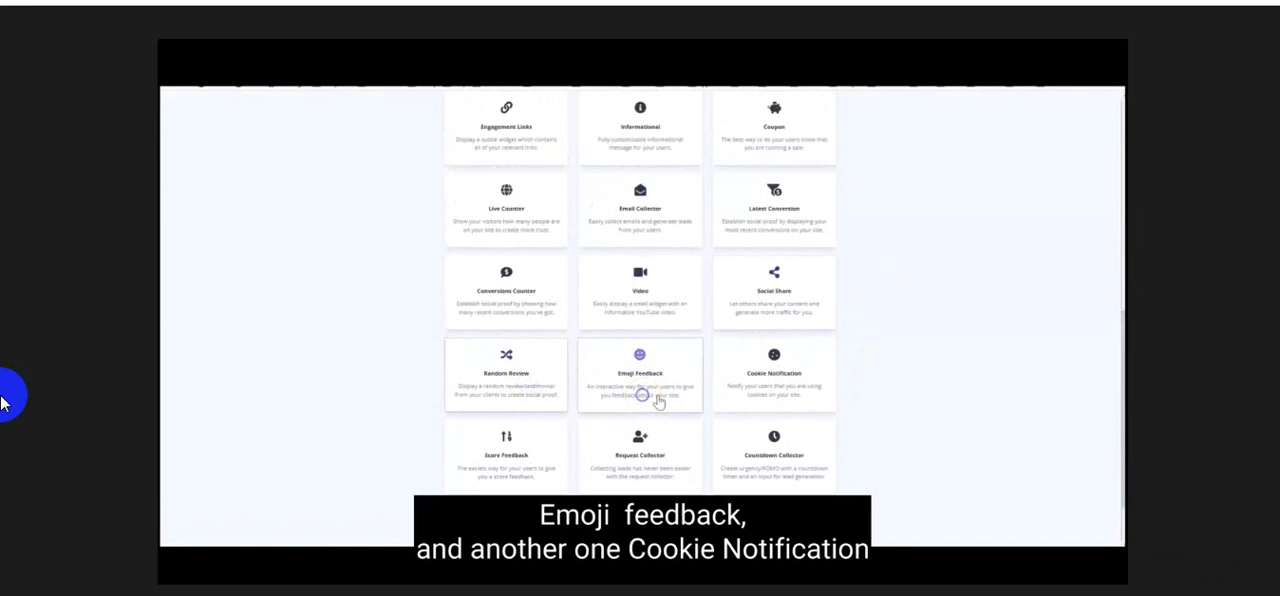 Engagement Links
Display a subtle widget which contains
all of your relevant links
Informational
Fully customizable informational
message for your users.
Coupon
The best way to let your users know that
you are running a sale.
Live Counter
Show your visitors how many people are
on your site to create more trust
Email Collector
Easily collect emails and generate leads
from your users
Latest Conversion
Establish social proof by displaying your
most recent conversions on your site.
Conversions Counter
Establish social proof by showing how
many recent conversions you've got.
Video
Easily display a small widget with an
informative YouTube video.
Social Share
Let others share your content and
generate more traffic for you.
Random Review
Display a random review/testimonial
from your clients to create social proof.
Emoji Feedback
An interactive way for your users to give
you feedback about your site.
Cookie Notification
Notify your users that you are using
cookies on your site.
Score Feedback
The easiest way for your users to give
you a score feedback.
Request Collector
Collecting leads has never been easier
with the request collector.
Countdown Collector
Create urgency/FOMO with a countdown
timer and an input for lead generation.
Emoji feedback,
and another one Cookie Notification